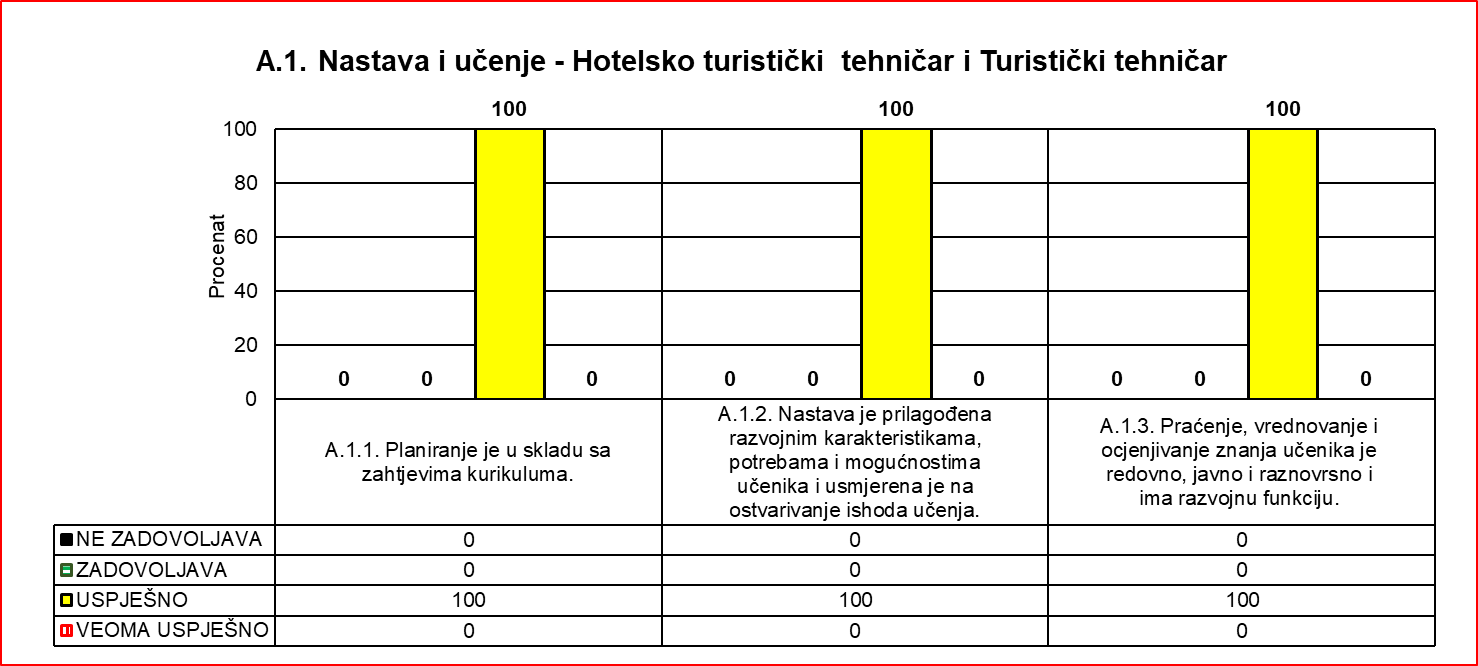 A.1. Nastava i učenje - Hotelsko turistički  tehničar i Turistički tehničar
100 100 100
Procenat
100
80
60
40
20
0
0 0 0 0 0 0 0 0 0
A.1.1. Planiranje je u skladu sa
zahtjevima kurikuluma.
A.1.2. Nastava je prilagođena
razvojnim karakteristikama,
potrebama i mogućnostima
učenika i usmjerena je na
ostvarivanje ishoda učenja.
A.1.3. Praćenje, vrednovanje i
ocjenjivanje znanja učenika je
redovno, javno i raznovrsno i
ima razvojnu funkciju.
NE ZADOVOLJAVA 0 0 0
ZADOVOLJAVA 0 0 0
USPJEŠNO 100 100 100
VEOMA USPJEŠNO 0 0 0